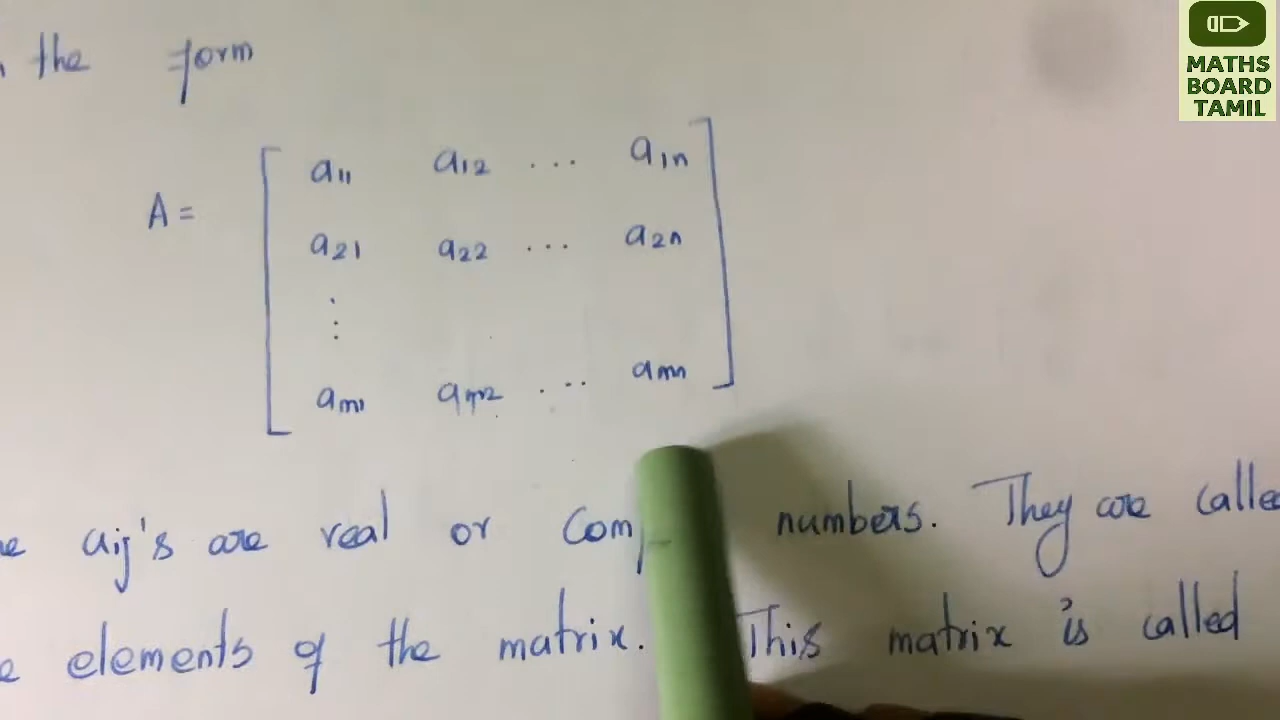 the form
A = [ a11 a12 ... a1n ]
a21 a22 ... a2n
⋮
am1 am2 ... amn
aij's are real or numbers. They are
elements of the matrix. This matrix is called
MATHS
BOARD
TAMIL